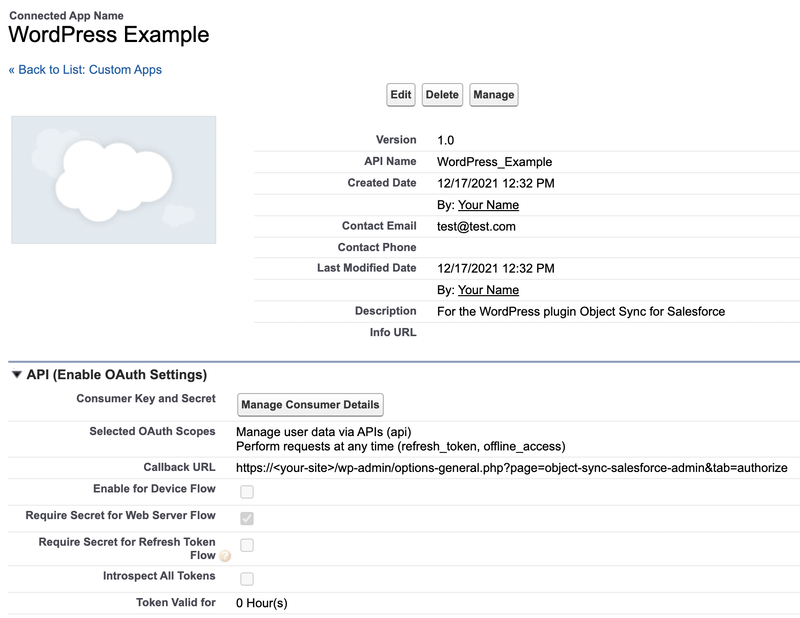 Connected App Name
WordPress Example
« Back to List: Custom Apps
Edit Delete Manage
Version 1.0
API Name WordPress_Example
Created Date 12/17/2021 12:32 PM
By: Your Name
Contact Email test@test.com
Contact Phone
Last Modified Date 12/17/2021 12:32 PM
By: Your Name
Description For the WordPress plugin Object Sync for Salesforce
Info URL
API (Enable OAuth Settings)
Consumer Key and Secret Manage Consumer Details
Selected OAuth Scopes Manage user data via APIs (api)
Perform requests at any time (refresh_token, offline_access)
Callback URL https://<your-site>/wp-admin/options-general.php?page=object-sync-salesforce-admin&tab=authorize
Enable for Device Flow
Require Secret for Web Server Flow
Require Secret for Refresh Token
Flow ?
Introspect All Tokens
Token Valid for 0 Hour(s)